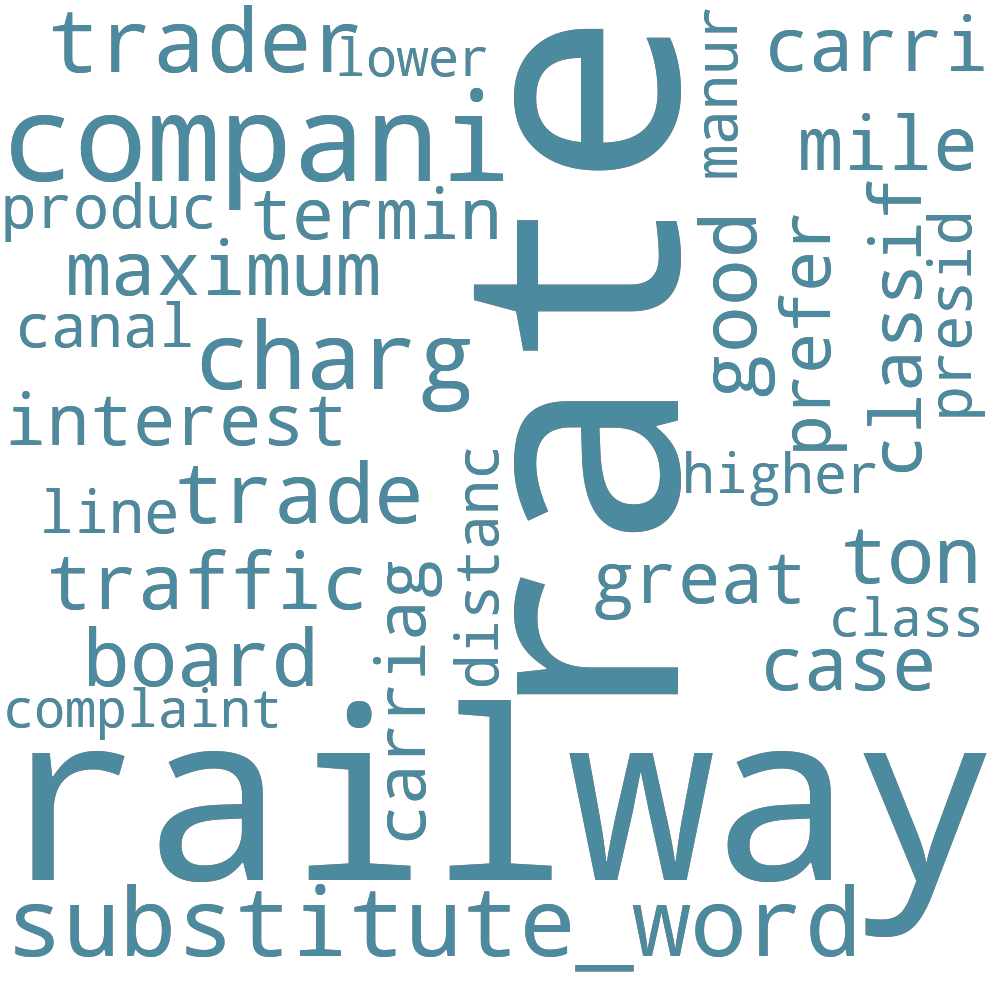 trader
lower
carri
manur
rate
companie
mile
produc
termin
classif
presid
good
prefer
maximum
canal
charg
interest
higher
line
trade
distanc
ton
traffic
great
carriag
class
board
case
complaint
railway
substitute_word